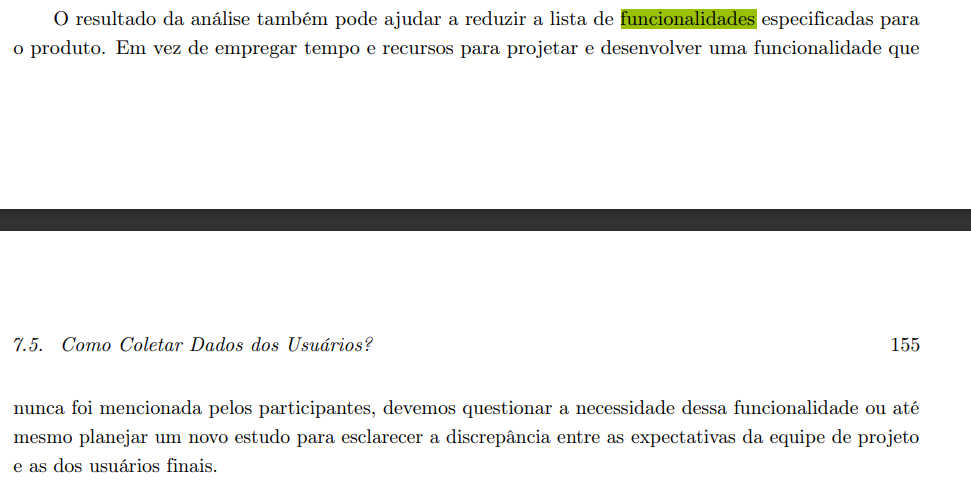 O resultado da análise também pode ajudar a reduzir a lista de funcionalidades especificadas para
o produto. Em vez de empregar tempo e recursos para projetar e desenvolver uma funcionalidade que
7.5. Como Coletar Dados dos Usuários? 155
nunca foi mencionada pelos participantes, devemos questionar a necessidade dessa funcionalidade ou até
mesmo planejar um novo estudo para esclarecer a discrepância entre as expectativas da equipe de projeto
e as dos usuários finais.